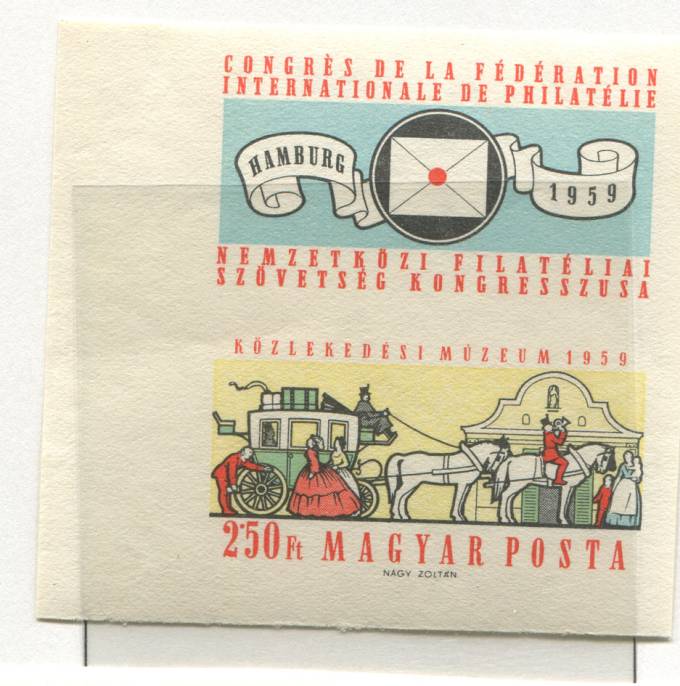 CONGRÈS DE LA FÉDÉRATION
INTERNATIONALE DE PHILATÉLIE
HAMBURG 1959
NEMZETKÖZI FILATÉLIAI
SZÖVETSÉG KONGRESSZUSA
KÖZLEKEDÉSI MÚZEUM 1959
2.50 Ft MAGYAR POSTA
NAGY ZOLTÁN